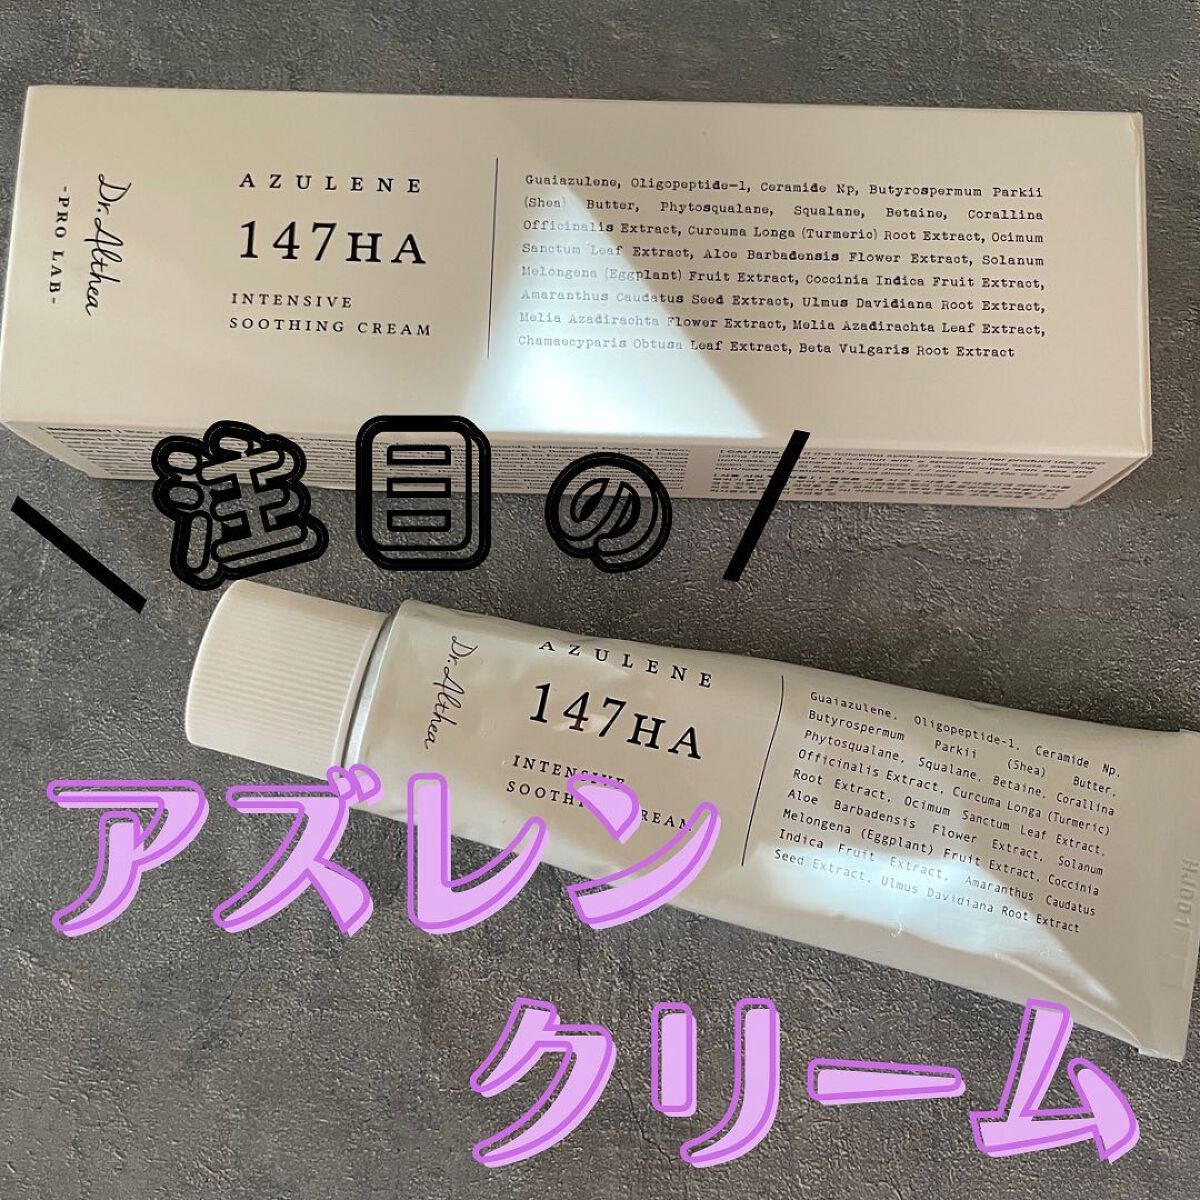 Dr.Althea
-PRO LAB-
AZULENE
147HA
INTENSIVE
SOOTHING CREAM
Guaiazulene, Oligopeptide-1, Ceramide Np, Butyrospermum Parkii
(Shea) Butter, Phytosqualane, Squalane, Betaine, Corallina
Officinalis Extract, Curcuma Longa (Turmeric) Root Extract, Ocimum
Sanctum Leaf Extract, Aloe Barbadensis Flower Extract, Solanum
Melongena (Eggplant) Fruit Extract, Coccinia Indica Fruit Extract,
Amaranthus Caudatus Seed Extract, Ulmus Davidiana Root Extract,
Melia Azadirachta Flower Extract, Melia Azadirachta Leaf Extract,
Chamaecyparis Obtusa Leaf Extract, Beta Vulgaris Root Extract
\ 注目の /
Dr.Althea
AZULENE
147HA
INTENSIVE
SOOTHING CREAM
Guaiazulene, Oligopeptide-1, Ceramide Np,
Butyrospermum Parkii (Shea) Butter,
Phytosqualane, Squalane, Betaine, Corallina
Officinalis Extract, Curcuma Longa (Turmeric)
Root Extract, Ocimum Sanctum Leaf Extract,
Aloe Barbadensis Flower Extract, Solanum
Melongena (Eggplant) Fruit Extract, Coccinia
Indica Fruit Extract, Amaranthus Caudatus
Seed Extract, Ulmus Davidiana Root Extract
アズレン
クリーム